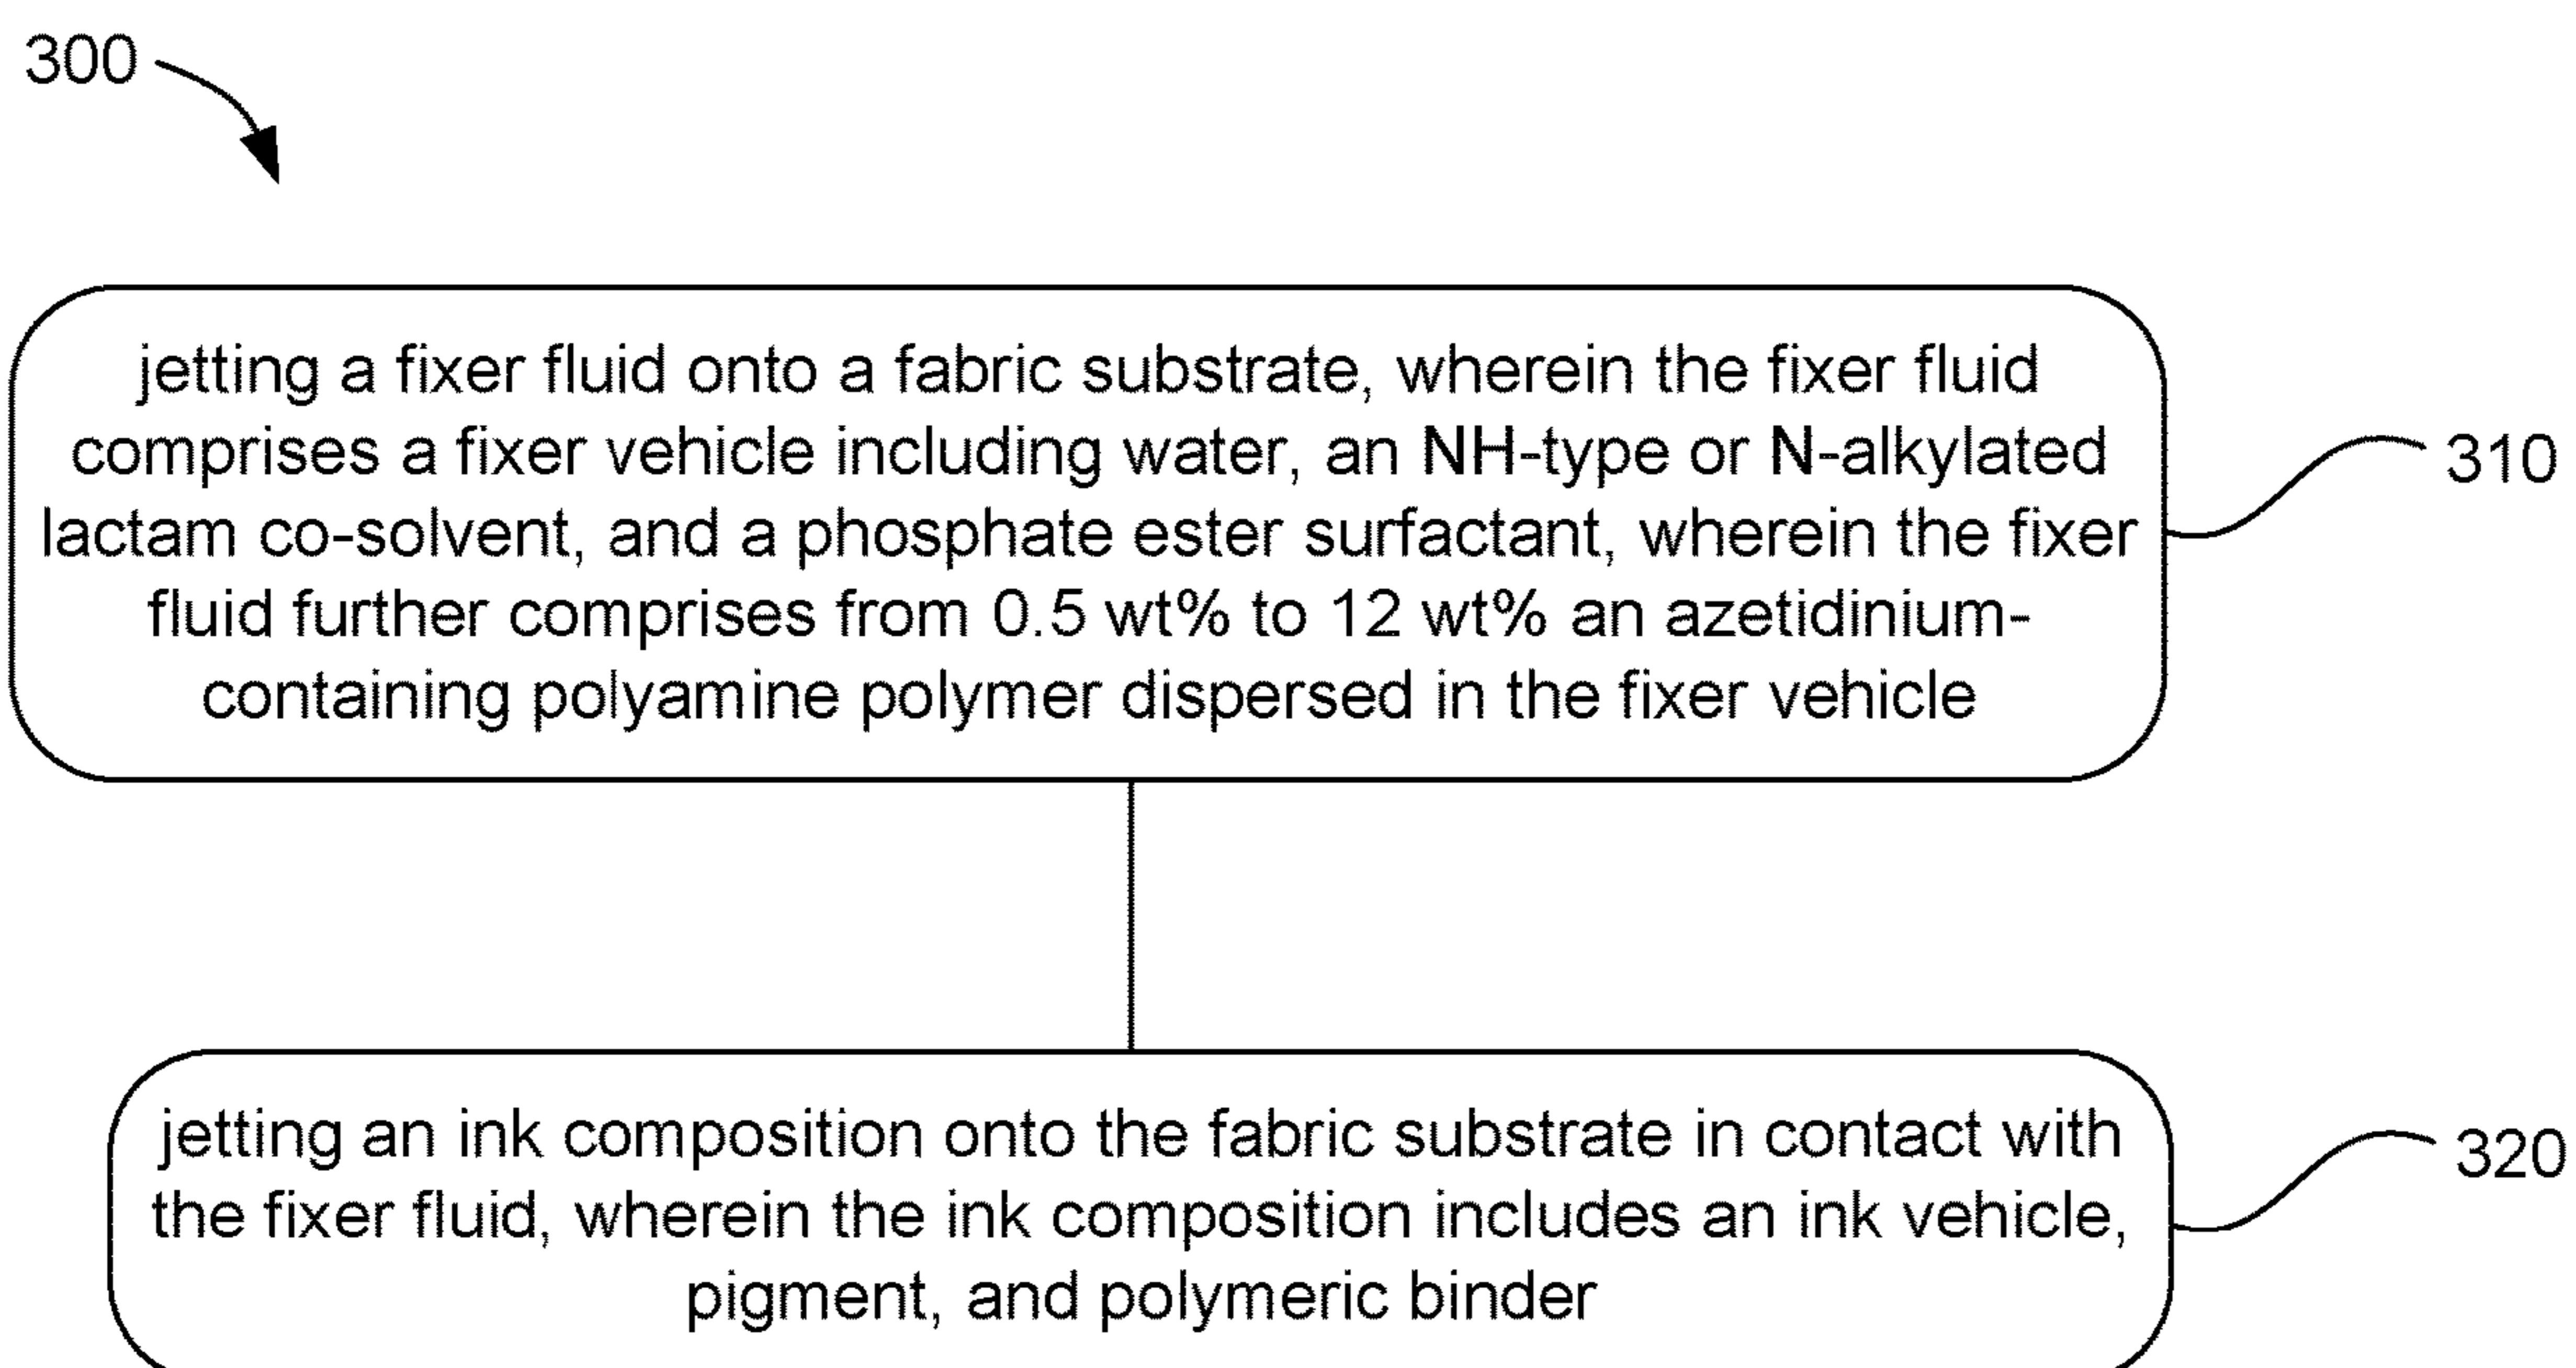 300
jetting a fixer fluid onto a fabric substrate, wherein the fixer fluid
comprises a fixer vehicle including water, an NH-type or N-alkylated
lactam co-solvent, and a phosphate ester surfactant, wherein the fixer
fluid further comprises from 0.5 wt% to 12 wt% an azetidinium-
containing polyamine polymer dispersed in the fixer vehicle
310
jetting an ink composition onto the fabric substrate in contact with
the fixer fluid, wherein the ink composition includes an ink vehicle,
pigment, and polymeric binder
320